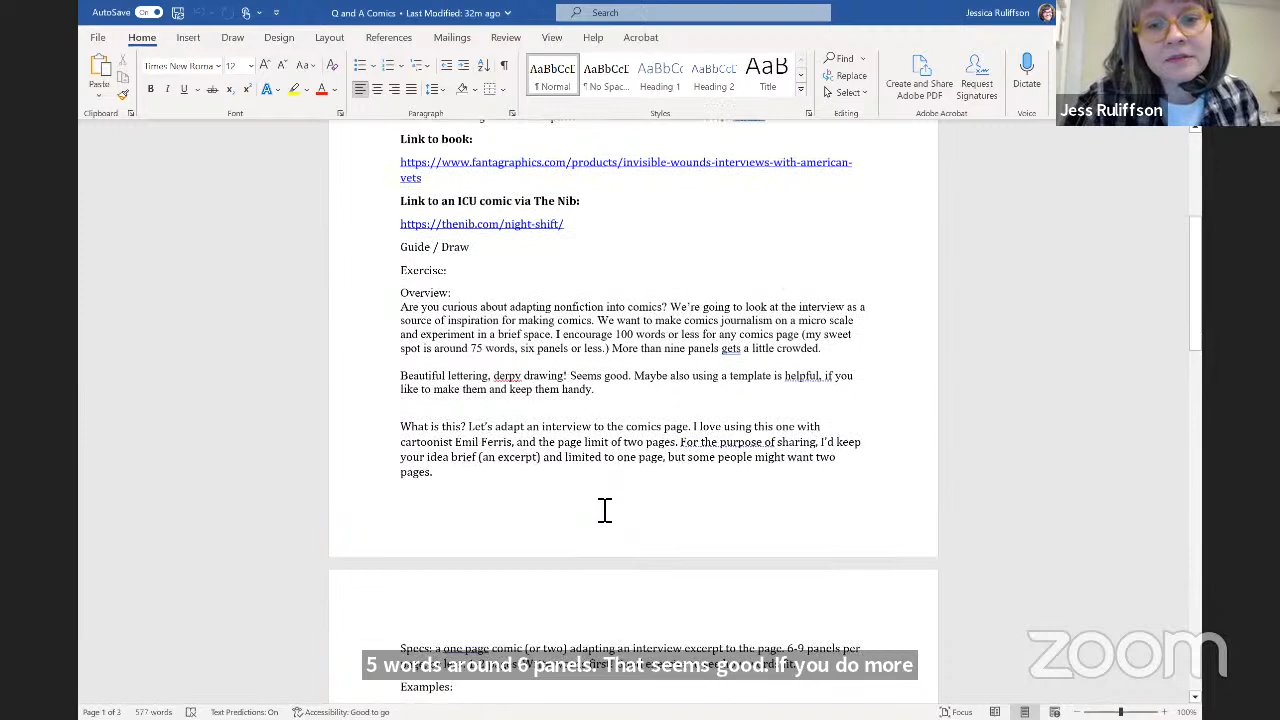 AutoSave On
Q and A Comics • Last Modified: 32m ago
Search
Jessica Ruliffson
File Home Insert Draw Design Layout References Mailings Review View Help Acrobat
Times New Roma 12
Paste
AaBbCcD AaBbCcD AaBbCc AaBbCcD AaB
¶ Normal ¶ No Spac... Heading 1 Heading 2 Title
Find
Replace
Select
Create and Share Adobe PDF
Request Signatures
Dictate
Clipboard Font Paragraph Styles Editing Adobe Acrobat Voice
Jess Ruliffson
Link to book:
https://www.fantagraphics.com/products/invisible-wounds-interviews-with-american-
vets
Link to an ICU comic via The Nib:
https://thenib.com/night-shift/
Guide / Draw
Exercise:
Overview:
Are you curious about adapting nonfiction into comics? We're going to look at the interview as a
source of inspiration for making comics. We want to make comics journalism on a micro scale
and experiment in a brief space. I encourage 100 words or less for any comics page (my sweet
spot is around 75 words, six panels or less.) More than nine panels gets a little crowded.
Beautiful lettering, derpy drawing! Seems good. Maybe also using a template is helpful, if you
like to make them and keep them handy.
What is this? Let's adapt an interview to the comics page. I love using this one with
cartoonist Emil Ferris, and the page limit of two pages. For the purpose of sharing, I'd keep
your idea brief (an excerpt) and limited to one page, but some people might want two
pages.
Specs: a one page comic (or two) adapting an interview excerpt to the page. 6-9 panels per
5 words around 6 panels. That seems good. If you do more
Examples:
zoom
Page 1 of 3 577 words Text Predictions: On Accessibility: Good to go Focus 100%